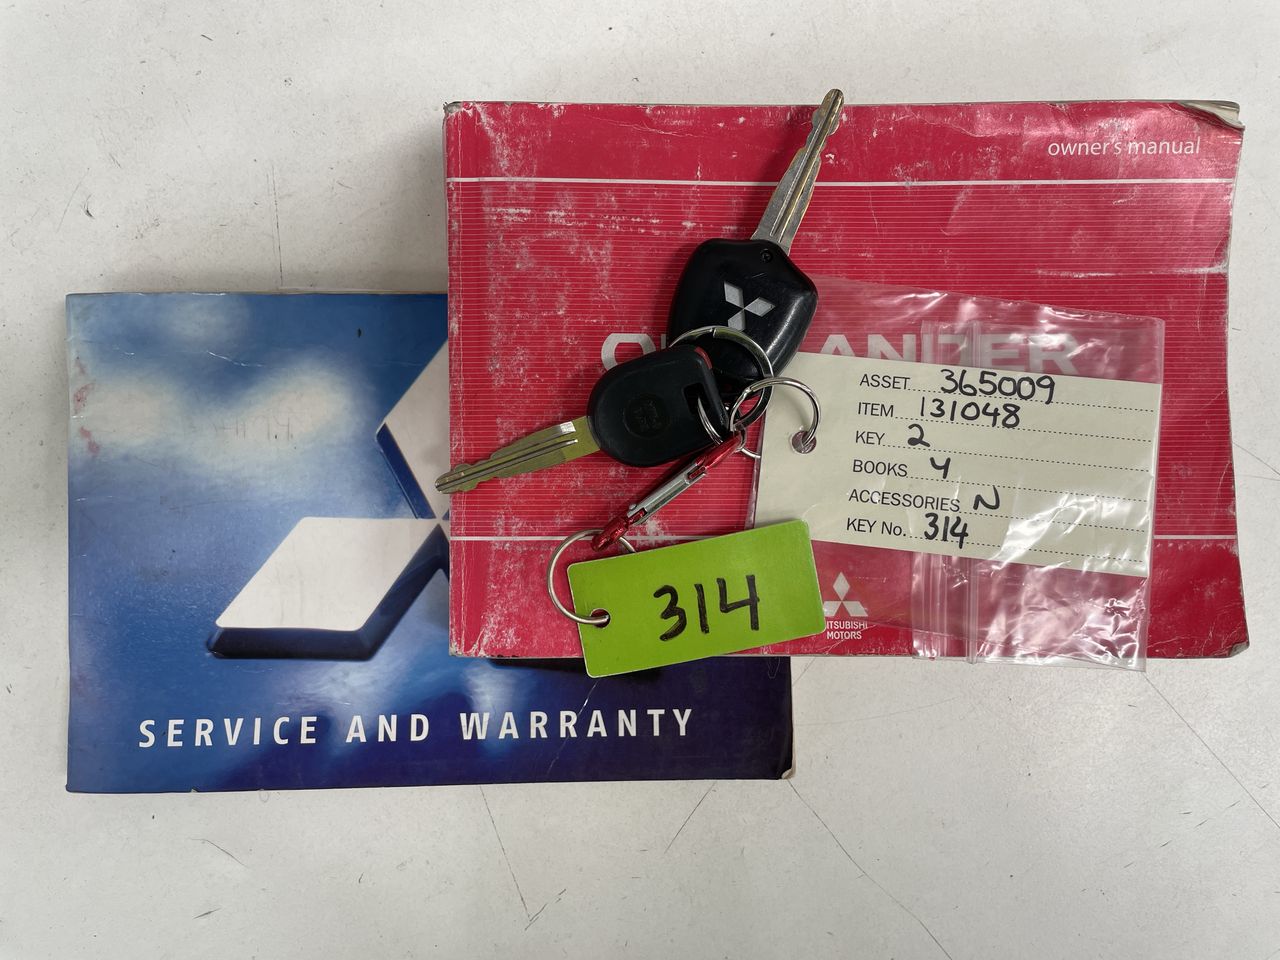 owner's manual
ASSET 365009
ITEM 131048
KEY 2
BOOKS Y
ACCESSORIES N
KEY No. 314
314
MITSUBISHI
MOTORS
SERVICE AND WARRANTY